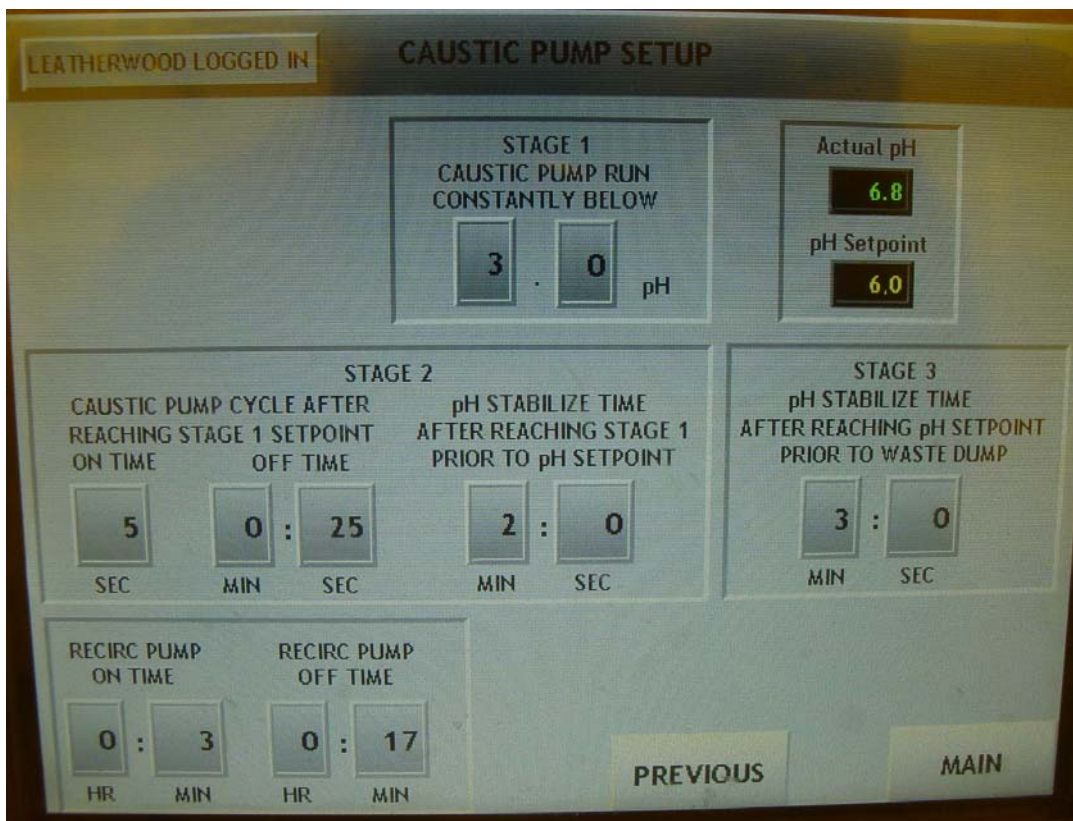 LEATHERWOOD LOGGED IN
CAUSTIC PUMP SETUP
STAGE 1
CAUSTIC PUMP RUN
CONSTANTLY BELOW
3 . 0 pH
Actual pH
6.8
pH Setpoint
6.0
STAGE 2
CAUSTIC PUMP CYCLE AFTER
REACHING STAGE 1 SETPOINT
ON TIME OFF TIME
5 0 : 25
SEC MIN SEC
pH STABILIZE TIME
AFTER REACHING STAGE 1
PRIOR TO pH SETPOINT
2 : 0
MIN SEC
STAGE 3
pH STABILIZE TIME
AFTER REACHING pH SETPOINT
PRIOR TO WASTE DUMP
3 : 0
MIN SEC
RECIRC PUMP
ON TIME
0 : 3
HR MIN
RECIRC PUMP
OFF TIME
0 : 17
HR MIN
PREVIOUS
MAIN